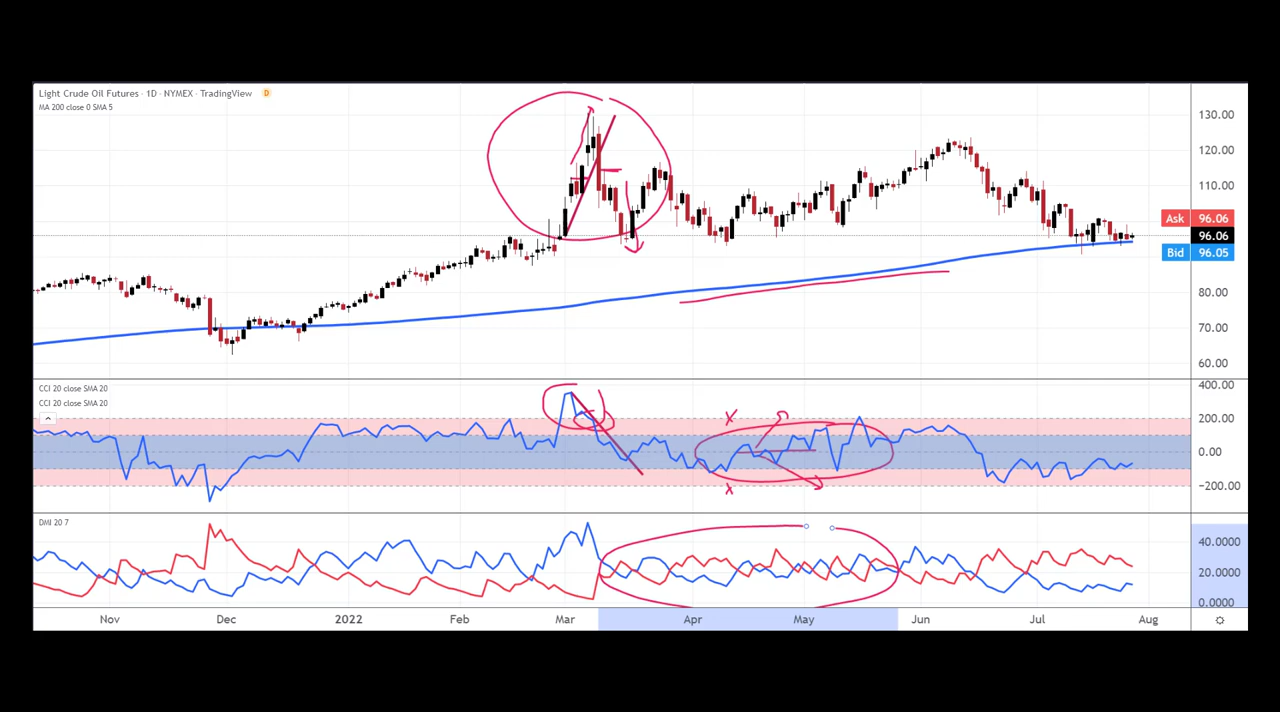 Light Crude Oil Futures · 1D · NYMEX · TradingView D
MA 200 close 0 SMA 5
130.00
120.00
110.00
Ask 96.06
96.06
Bid 96.05
80.00
70.00
60.00
CCI 20 close SMA 20
CCI 20 close SMA 20
400.00
200.00
0.00
−200.00
X
X
DMI 20 7
40.0000
20.0000
0.0000
Nov Dec 2022 Feb Mar Apr May Jun Jul Aug